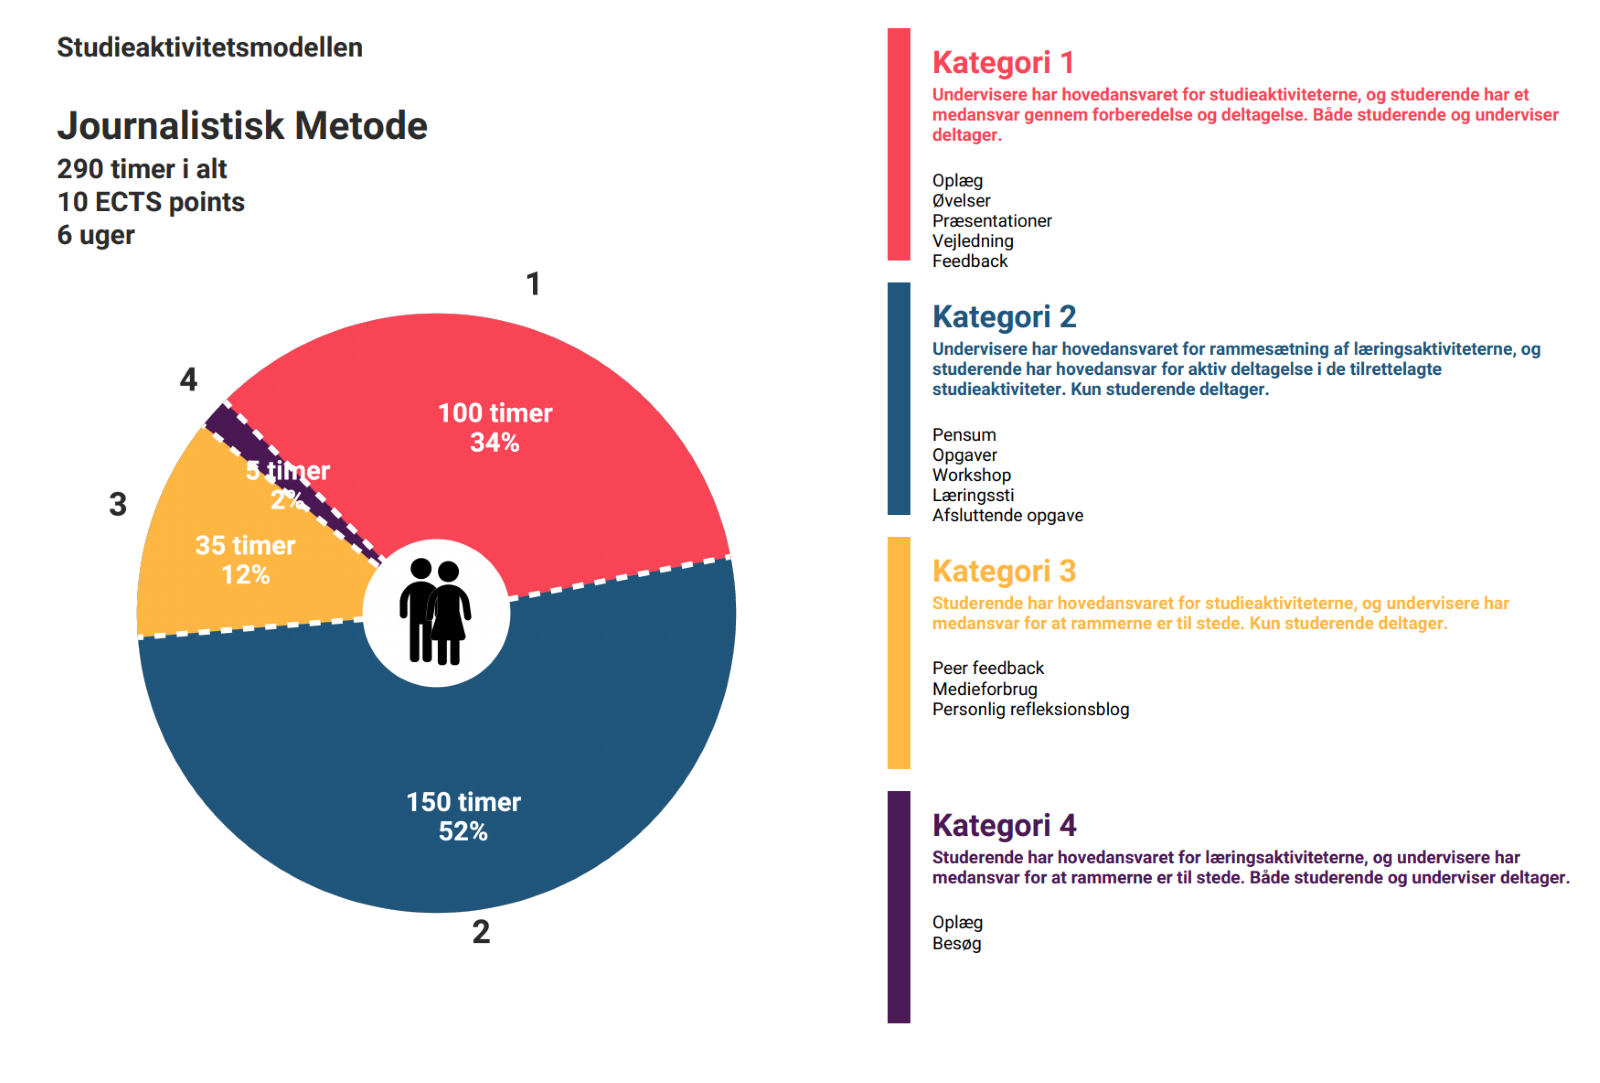 Studieaktivitetsmodellen
Journalistisk Metode
290 timer i alt
10 ECTS points
6 uger
1
4
100 timer
34%
5 timer
2%
3
35 timer
12%
150 timer
52%
2
Kategori 1
Undervisere har hovedansvaret for studieaktiviteterne, og studerende har et
medansvar gennem forberedelse og deltagelse. Både studerende og underviser
deltager.
Oplæg
Øvelser
Præsentationer
Vejledning
Feedback
Kategori 2
Undervisere har hovedansvaret for rammesætning af læringsaktiviteterne, og
studerende har hovedansvar for aktiv deltagelse i de tilrettelagte
studieaktiviteter. Kun studerende deltager.
Pensum
Opgaver
Workshop
Læringssti
Afsluttende opgave
Kategori 3
Studerende har hovedansvaret for studieaktiviteterne, og undervisere har
medansvar for at rammerne er til stede. Kun studerende deltager.
Peer feedback
Medieforbrug
Personlig refleksionsblog
Kategori 4
Studerende har hovedansvaret for læringsaktiviteterne, og undervisere har
medansvar for at rammerne er til stede. Både studerende og underviser deltager.
Oplæg
Besøg